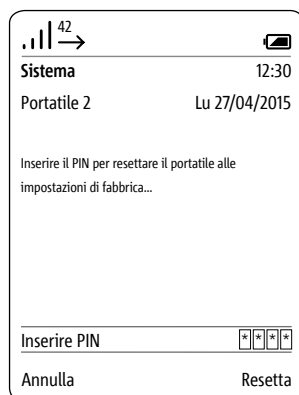 42
Sistema 12:30
Portatile 2 Lu 27/04/2015
Inserire il PIN per resettare il portatile alle
impostazioni di fabbrica...
Inserire PIN ****
Annulla Resetta